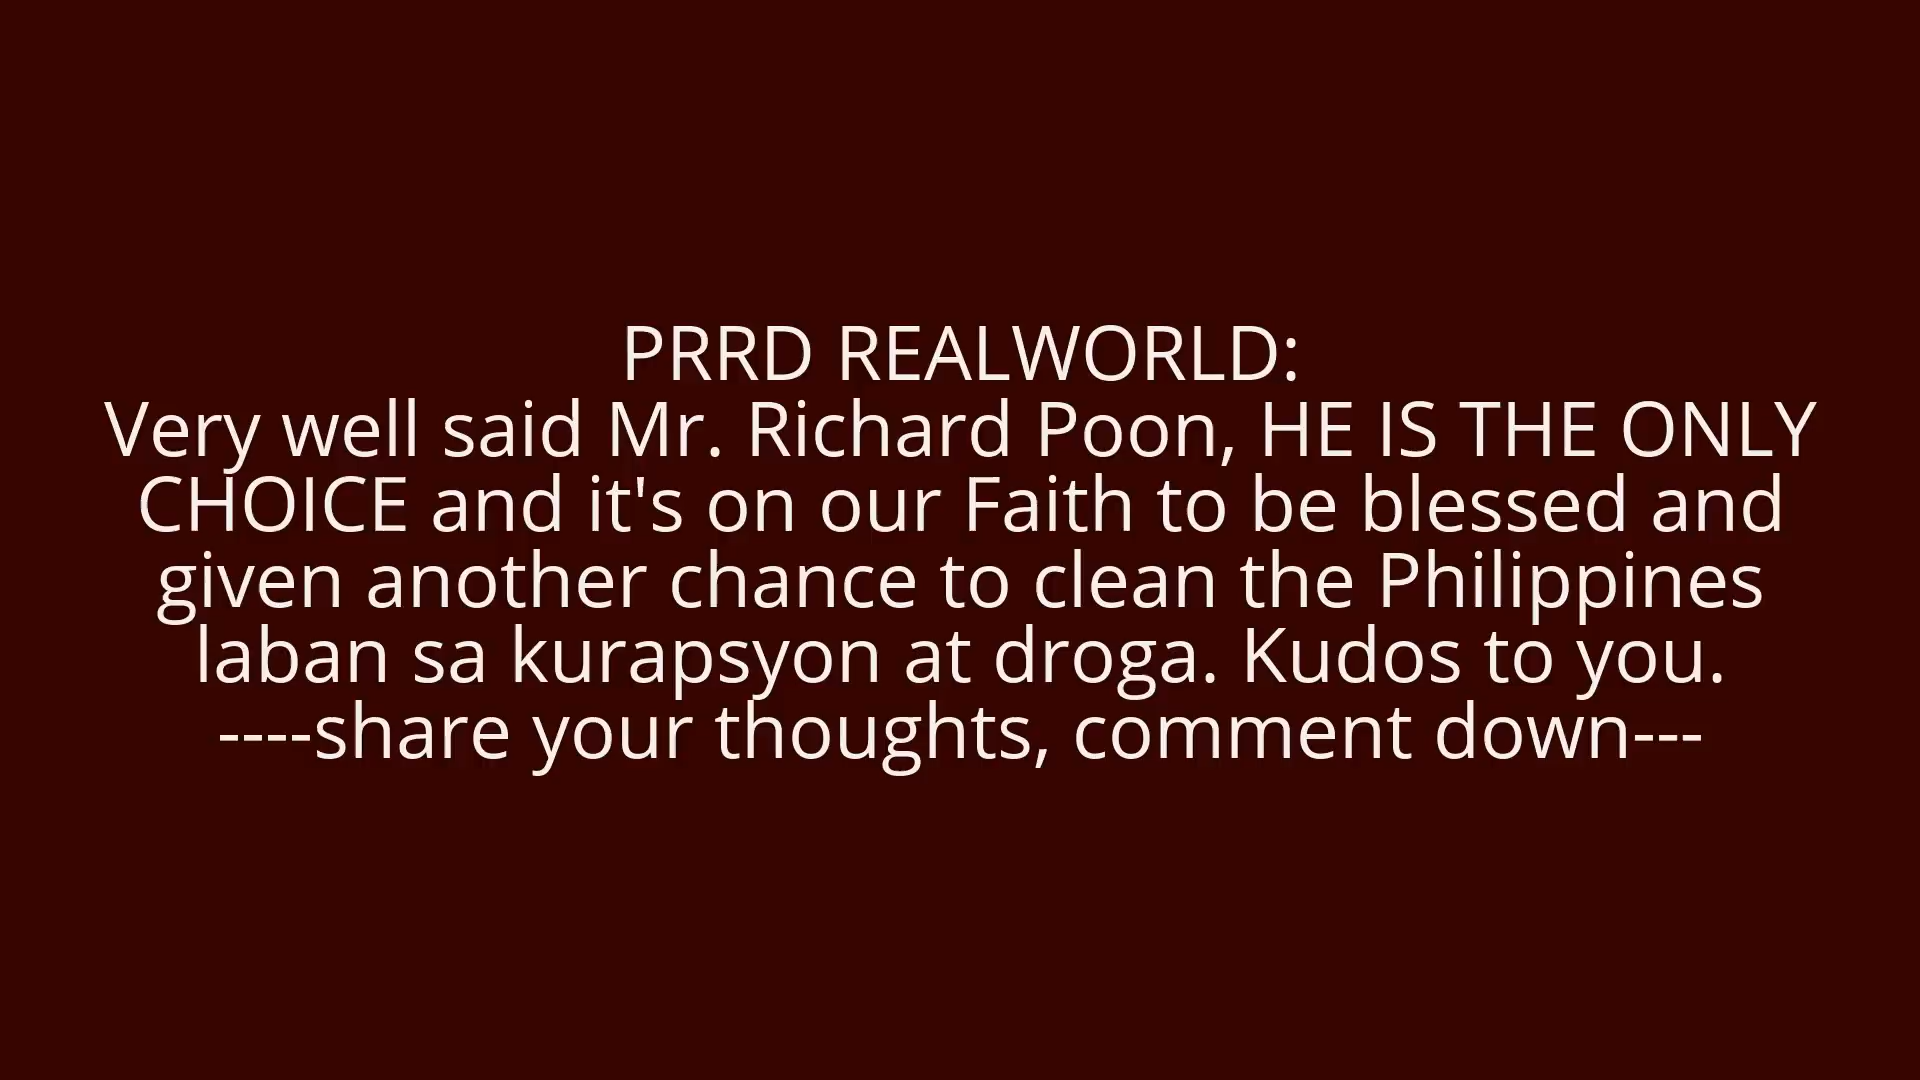 PRRD REALWORLD:
Very well said Mr. Richard Poon, HE IS THE ONLY
CHOICE and it's on our Faith to be blessed and
given another chance to clean the Philippines
laban sa kurapsyon at droga. Kudos to you.
----share your thoughts, comment down---